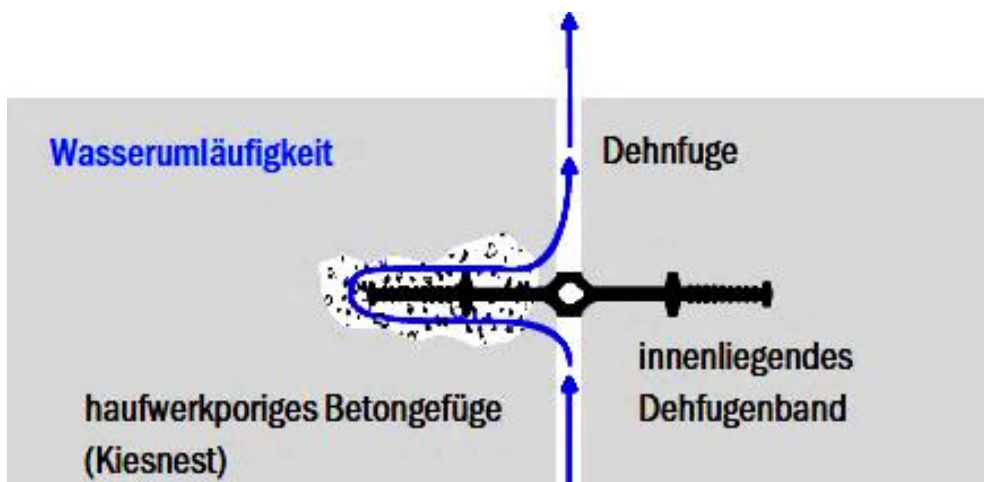 Wasserumläufigkeit
Dehnfuge
innenliegendes
Dehfugenband
haufwerkporiges Betongefüge
(Kiesnest)